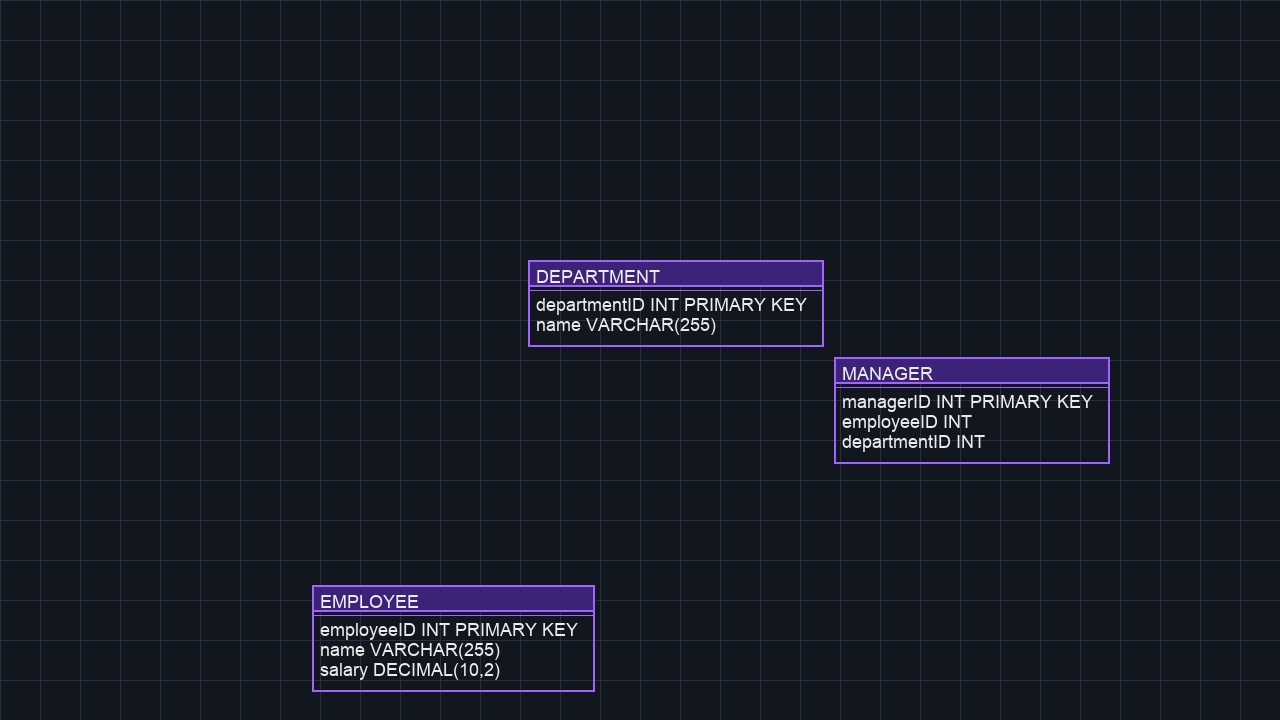 DEPARTMENT
departmentID INT PRIMARY KEY
name VARCHAR(255)
MANAGER
managerID INT PRIMARY KEY
employeeID INT
departmentID INT
EMPLOYEE
employeeID INT PRIMARY KEY
name VARCHAR(255)
salary DECIMAL(10,2)